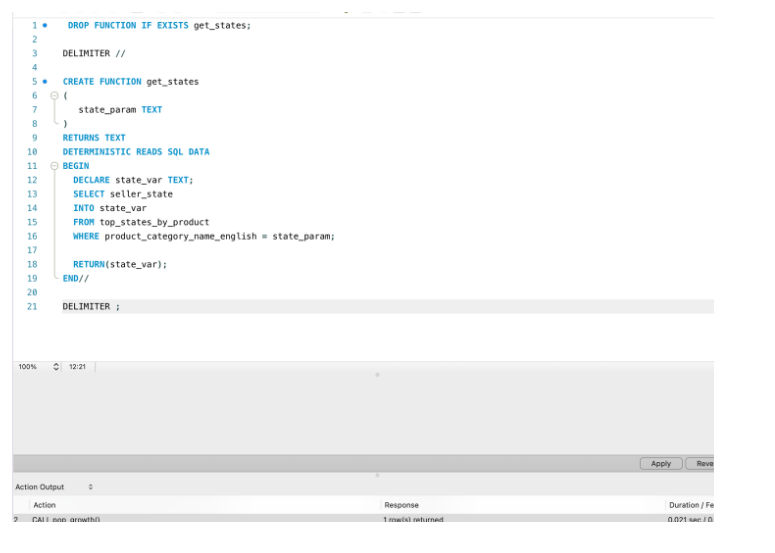 1 DROP FUNCTION IF EXISTS get_states;
2
3 DELIMITER //
4
5 CREATE FUNCTION get_states
6 (
7 state_param TEXT
8 )
9 RETURNS TEXT
10 DETERMINISTIC READS SQL DATA
11 BEGIN
12 DECLARE state_var TEXT;
13 SELECT seller_state
14 INTO state_var
15 FROM top_states_by_product
16 WHERE product_category_name_english = state_param;
17
18 RETURN(state_var);
19 END//
20
21 DELIMITER ;
100% 12:21
Apply Reve
Action Output
Action Response Duration / Fe
2 CALL pop_growth() 1 row(s) returned 0.021 sec / 0.